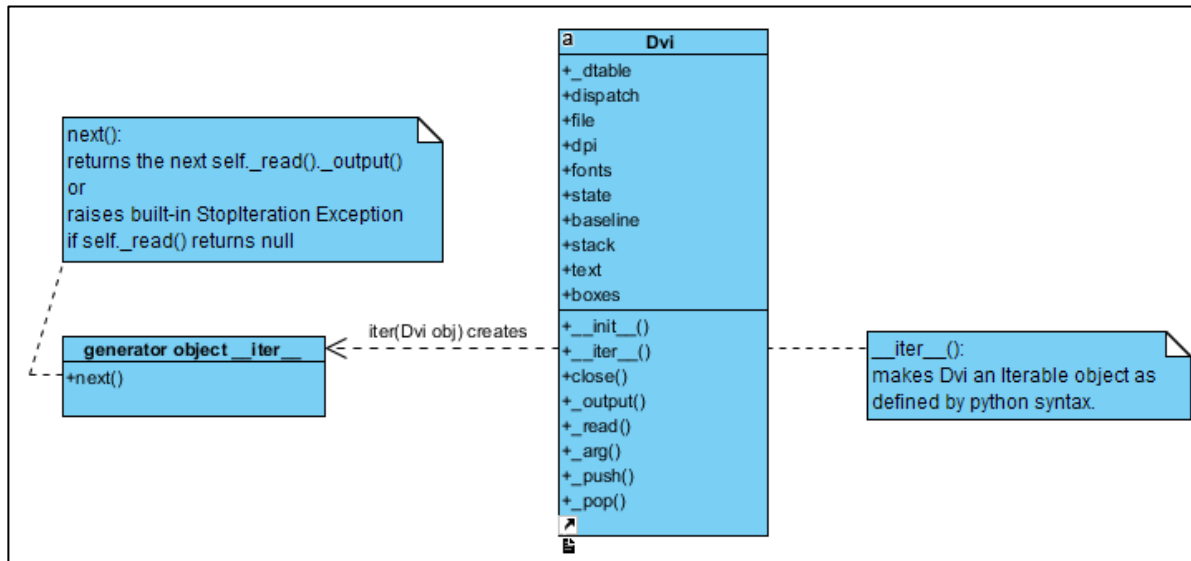 a
Dvi
+_dtable
+dispatch
+file
+dpi
+fonts
+state
+baseline
+stack
+text
+boxes
+__init__()
+__iter__()
+close()
+_output()
+_read()
+_arg()
+_push()
+_pop()
next():
returns the next self._read()._output()
or
raises built-in StopIteration Exception
if self._read() returns null
iter(Dvi obj) creates
generator object __iter__
+next()
__iter__():
makes Dvi an Iterable object as
defined by python syntax.